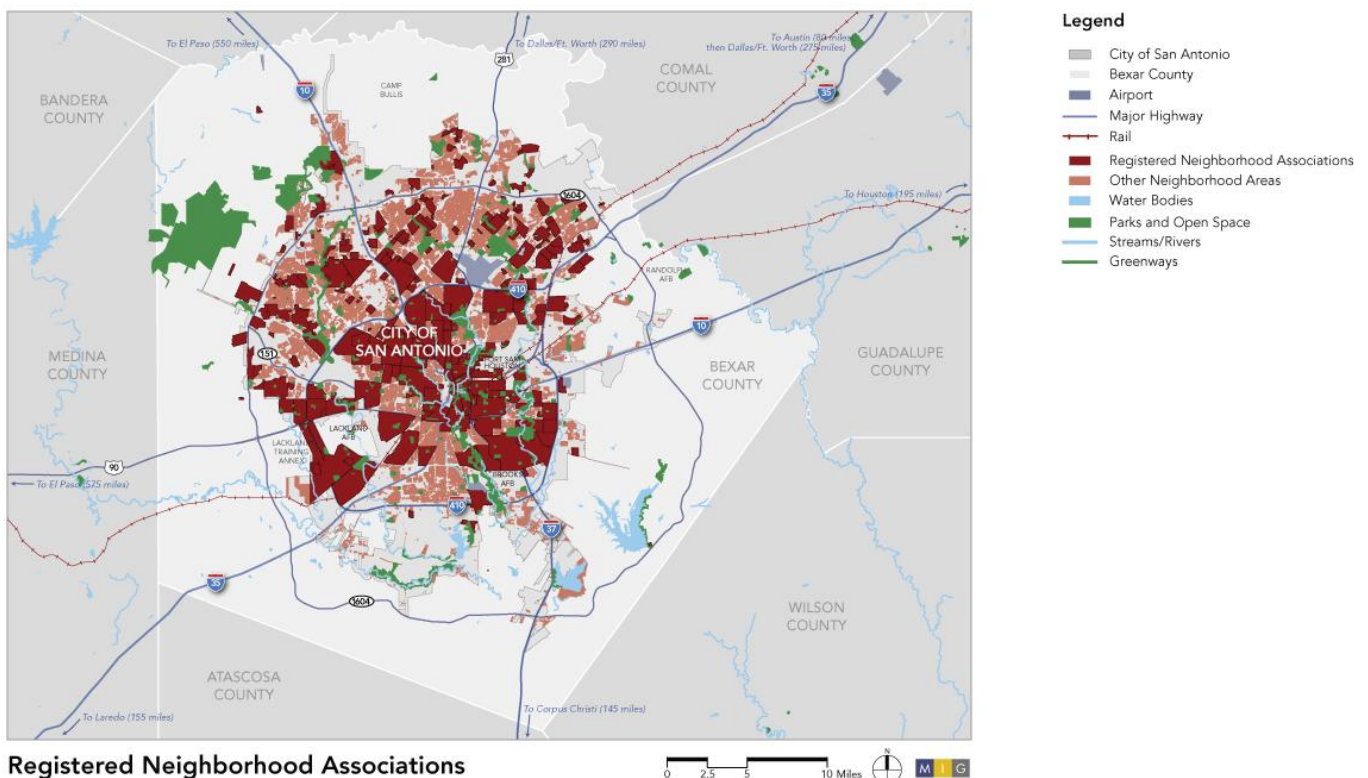 To El Paso (550 miles)
To Dallas/Ft. Worth (290 miles)
To Austin (80 miles)
then Dallas/Ft. Worth (275 miles)
281
COMAL
COUNTY
CAMP
BULLIS
10
35
BANDERA
COUNTY
1604
To Houston (195 miles)
RANDOLPH
AFB
410
10
CITY OF
SAN ANTONIO
151
FORT SAM
HOUSTON
MEDINA
COUNTY
BEXAR
COUNTY
GUADALUPE
COUNTY
LACKLAND
AFB
LACKLAND
TRAINING
ANNEX
90
To El Paso (575 miles)
BROOKS
AFB
410
37
35
1604
WILSON
COUNTY
ATASCOSA
COUNTY
To Laredo (155 miles)
To Corpus Christi (145 miles)
Legend
City of San Antonio
Bexar County
Airport
Major Highway
Rail
Registered Neighborhood Associations
Other Neighborhood Areas
Water Bodies
Parks and Open Space
Streams/Rivers
Greenways
Registered Neighborhood Associations
0 2.5 5 10 Miles
N
M I G